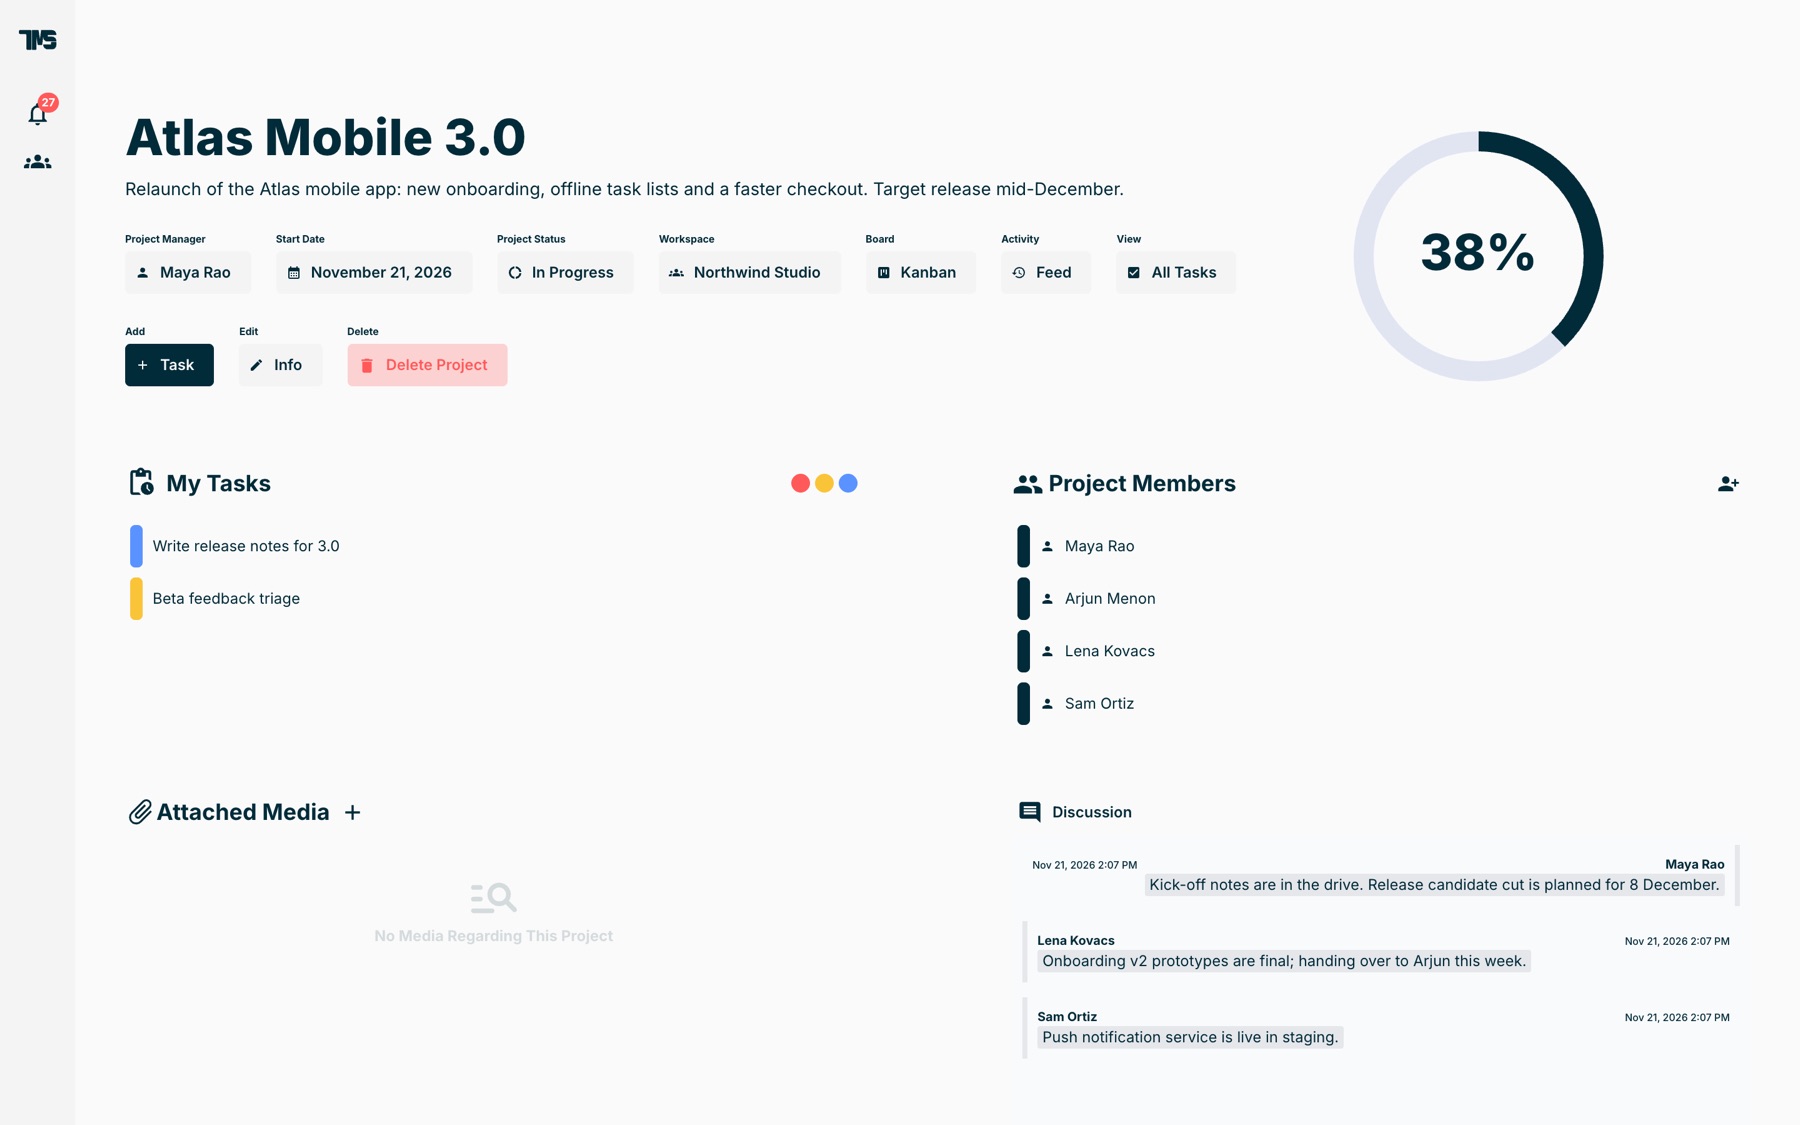 TMS
27
Atlas Mobile 3.0
Relaunch of the Atlas mobile app: new onboarding, offline task lists and a faster checkout. Target release mid-December.
38%
Project Manager
Maya Rao
Start Date
November 21, 2026
Project Status
In Progress
Workspace
Northwind Studio
Board
Kanban
Activity
Feed
View
All Tasks
Add
Task
Edit
Info
Delete
Delete Project
My Tasks
Write release notes for 3.0
Beta feedback triage
Project Members
Maya Rao
Arjun Menon
Lena Kovacs
Sam Ortiz
Attached Media
No Media Regarding This Project
Discussion
Nov 21, 2026 2:07 PM
Maya Rao
Kick-off notes are in the drive. Release candidate cut is planned for 8 December.
Lena Kovacs
Nov 21, 2026 2:07 PM
Onboarding v2 prototypes are final; handing over to Arjun this week.
Sam Ortiz
Nov 21, 2026 2:07 PM
Push notification service is live in staging.